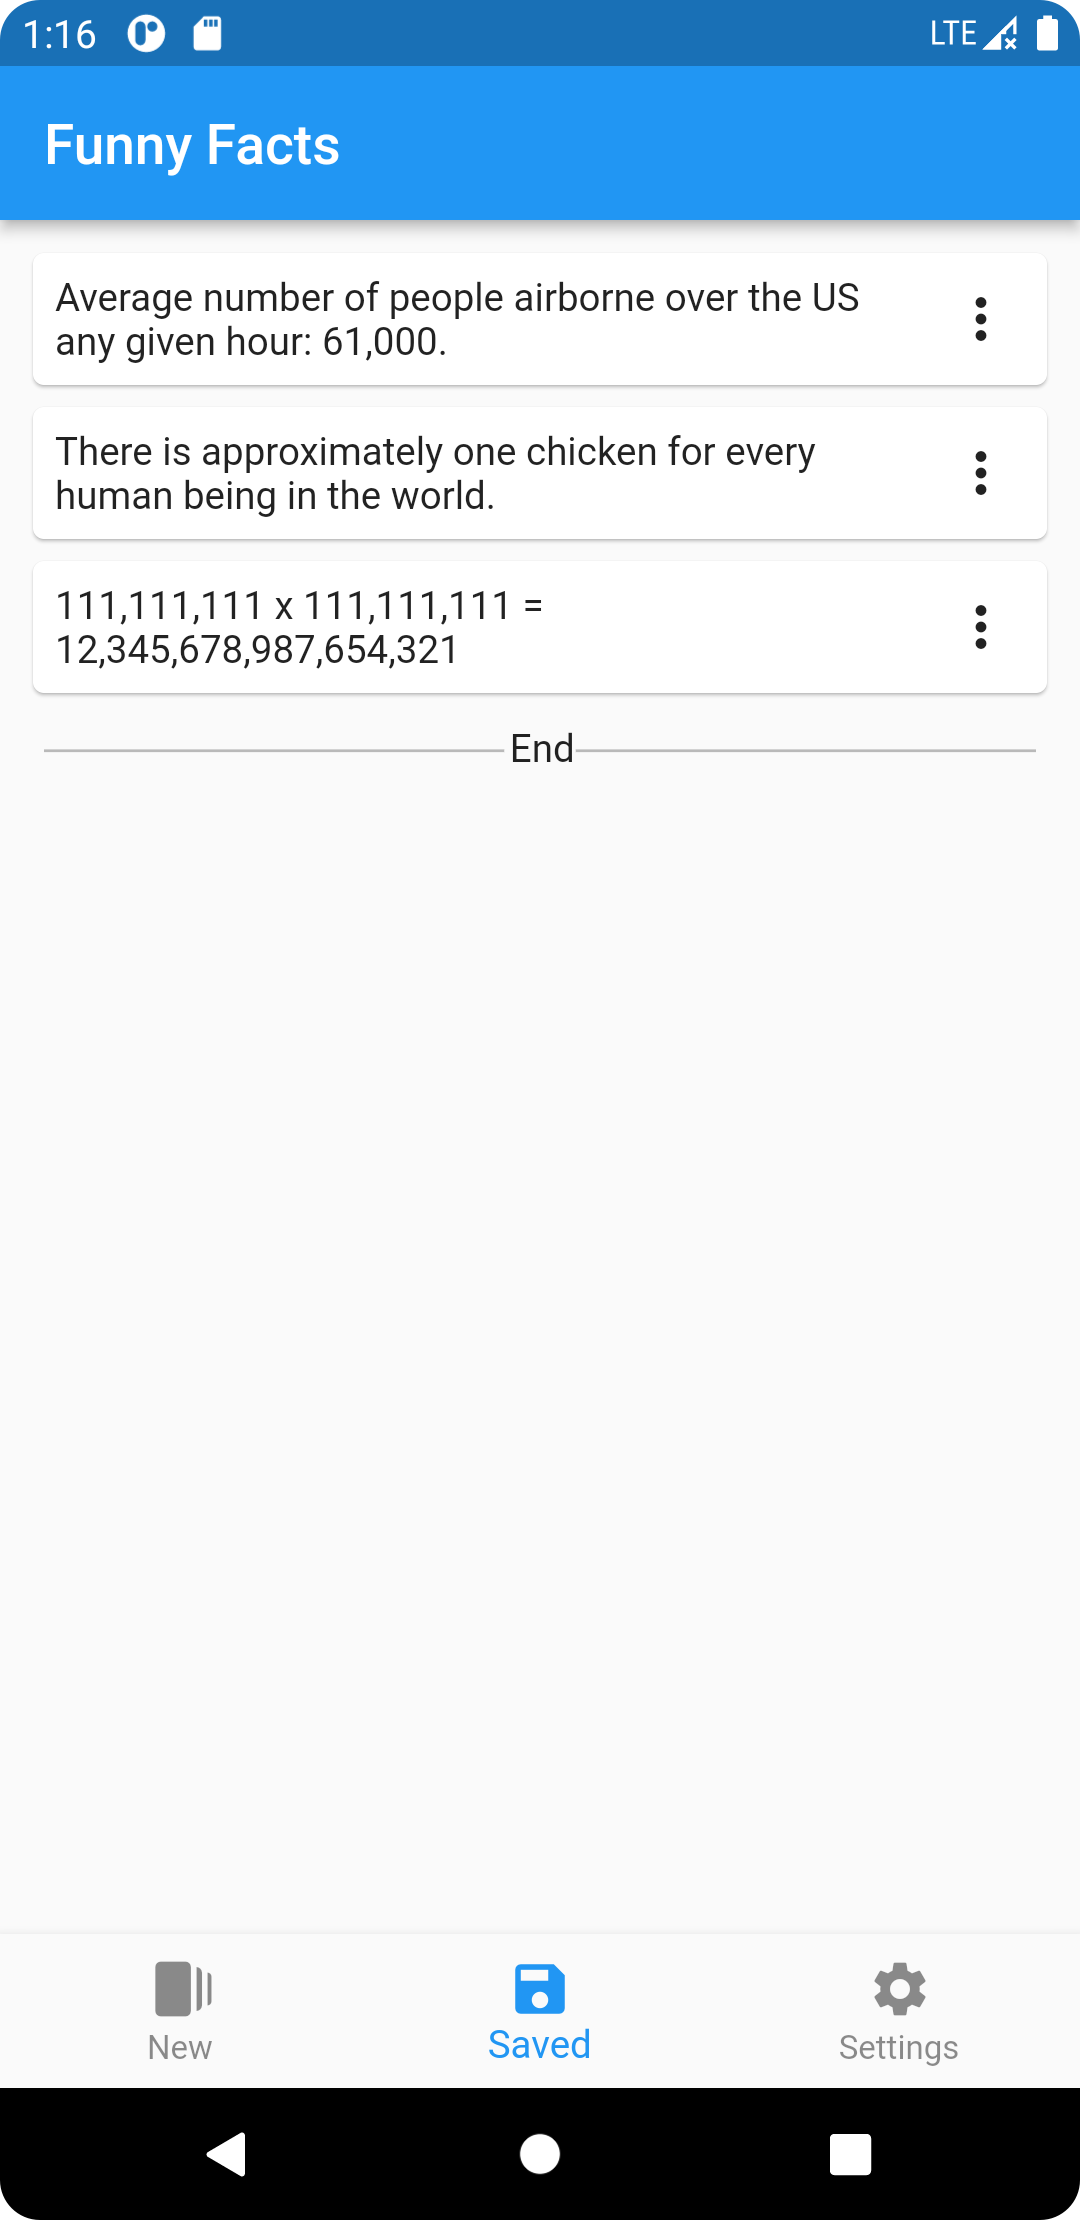 1:16
LTE
Funny Facts
Average number of people airborne over the US
any given hour: 61,000.
There is approximately one chicken for every
human being in the world.
111,111,111 x 111,111,111 =
12,345,678,987,654,321
End
New
Saved
Settings